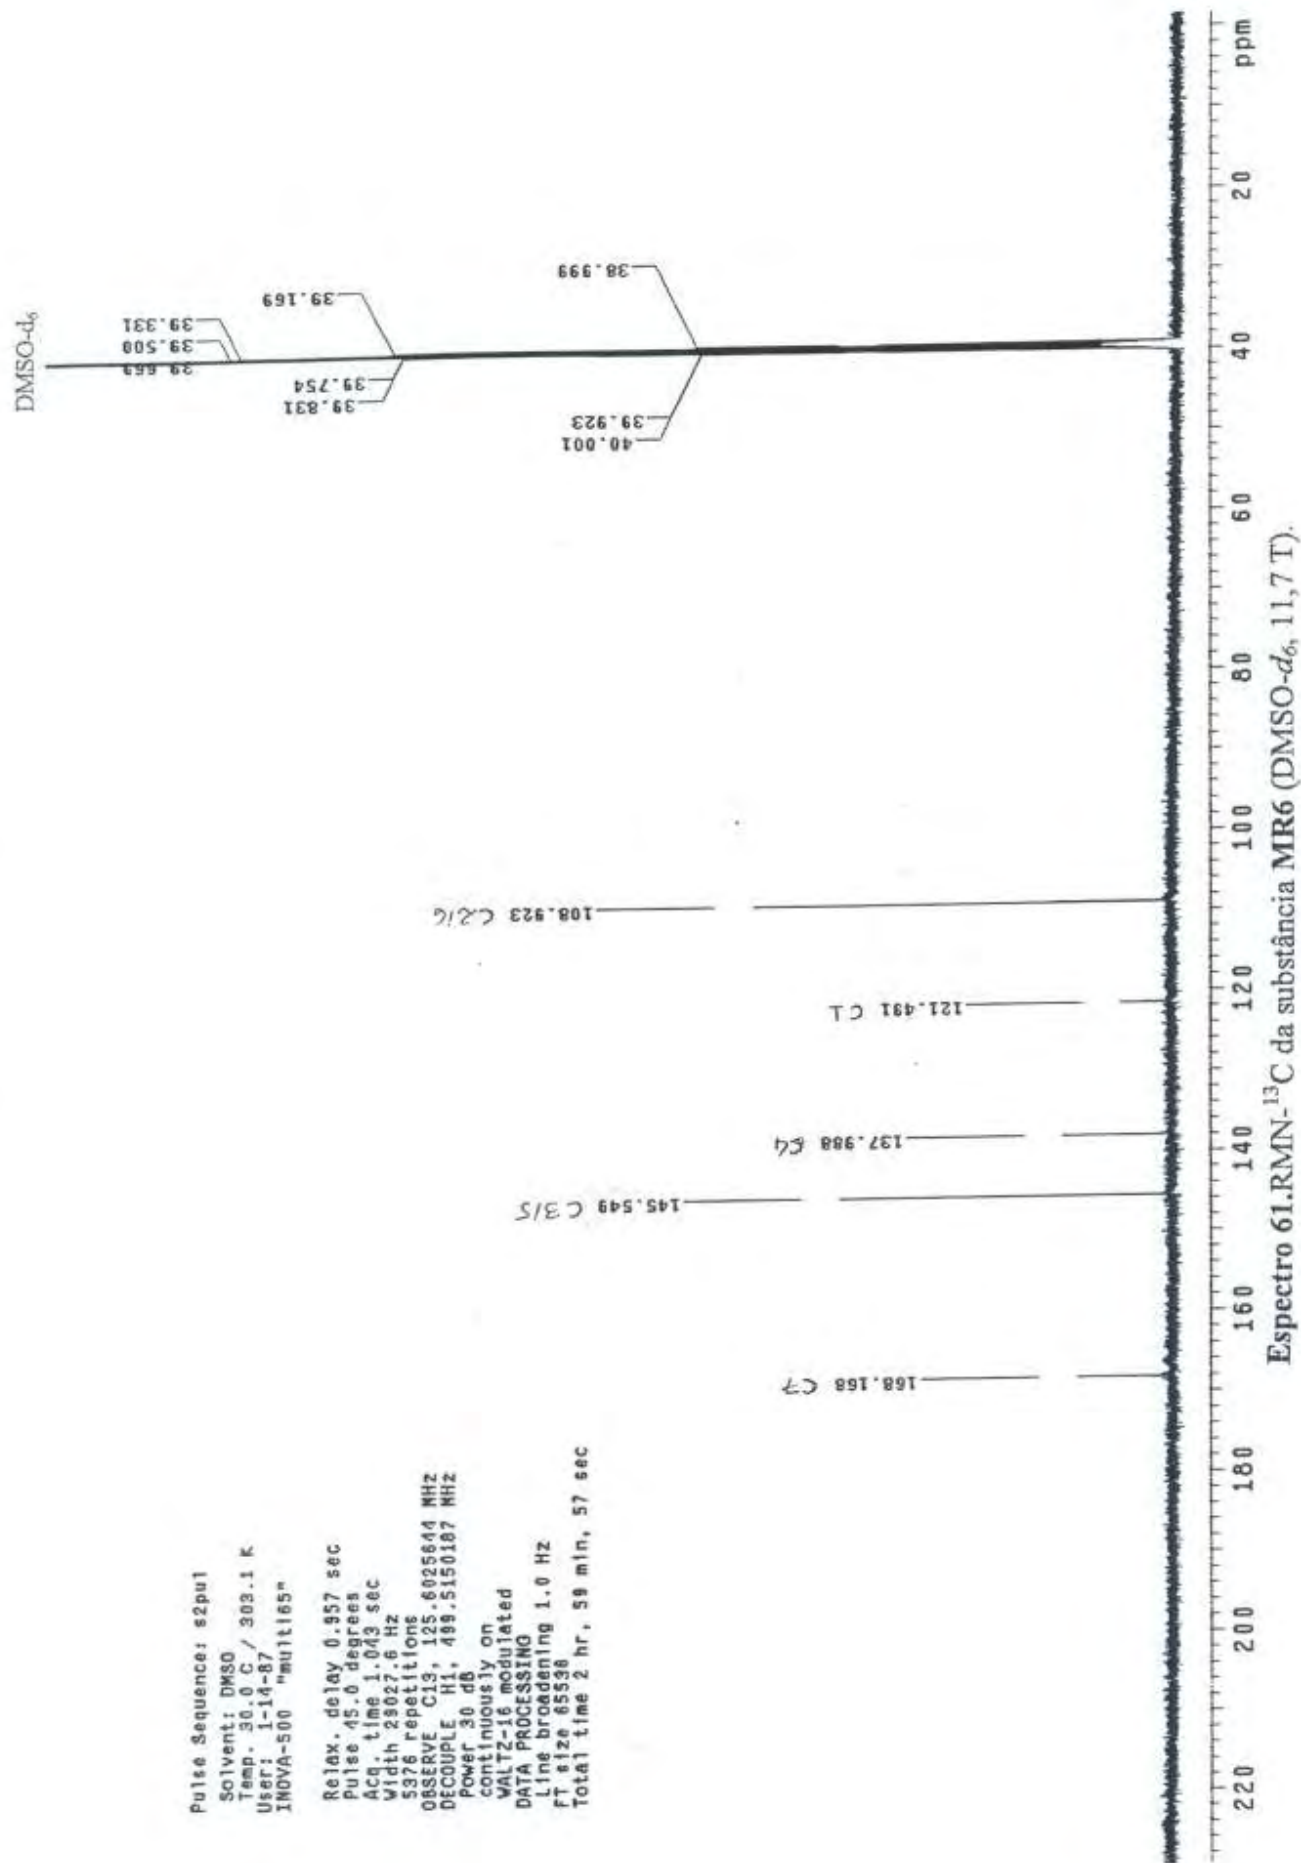 Pulse Sequence: s2pul
Solvent: DMSO
Temp. 30.0 C / 303.1 K
User: 1-14-87
INOVA-500 "multi65"
Relax. delay 0.957 sec
Pulse 45.0 degrees
Acq. time 1.043 sec
Width 29027.6 Hz
5376 repetitions
OBSERVE C13, 125.6025644 MHz
DECOUPLE H1, 499.5150187 MHz
Power 30 dB
continuously on
WALTZ-16 modulated
DATA PROCESSING
Line broadening 1.0 Hz
FT size 65536
Total time 2 hr, 59 min, 57 sec
DMSO-d6
168.168 C7
145.549 C3/5
137.988 C4
121.491 C1
108.923 C2/6
40.001
39.923
39.831
39.754
39.669
39.500
39.331
39.169
38.999
220 200 180 160 140 120 100 80 60 40 20 ppm
Espectro 61.RMN-13C da substância MR6 (DMSO-d6, 11,7 T).